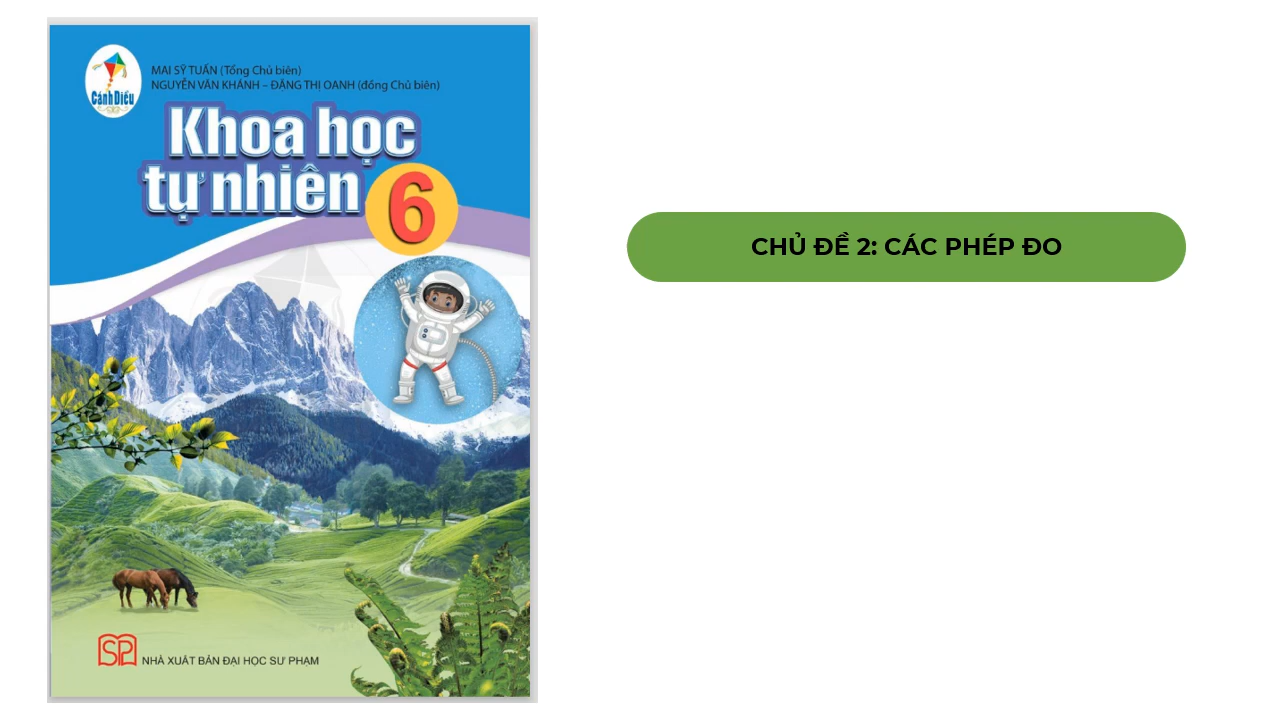 Cánh Diều
MAI SỸ TUẤN (Tổng Chủ biên)
NGUYỄN VĂN KHÁNH – ĐẶNG THỊ OANH (đồng Chủ biên)
Khoa học
tự nhiên 6
SP
NHÀ XUẤT BẢN ĐẠI HỌC SƯ PHẠM
CHỦ ĐỀ 2: CÁC PHÉP ĐO